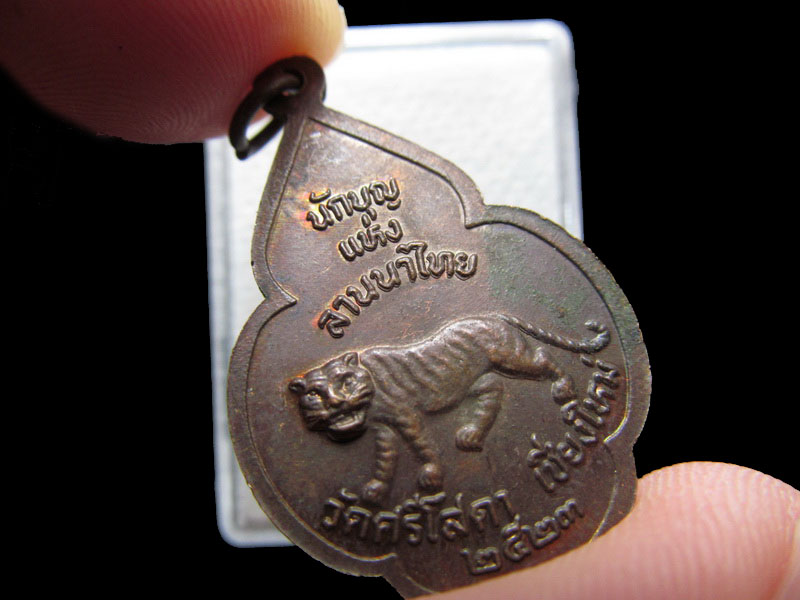 นักบุญ
แห่ง
ลานนาไทย
วัดศรีโสดา เชียงใหม่
๒๕๒๓